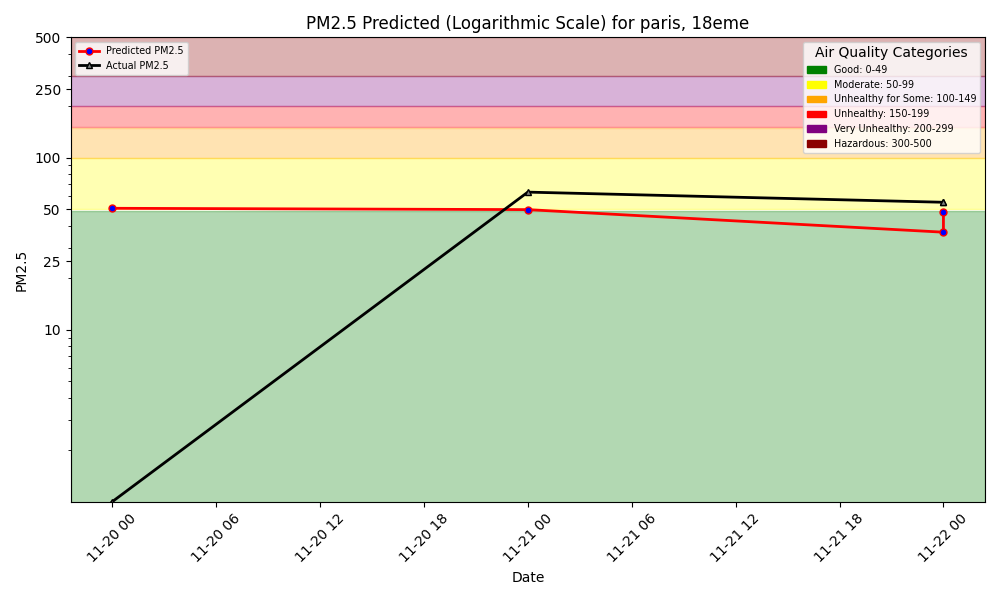 PM2.5 Predicted (Logarithmic Scale) for paris, 18eme
Predicted PM2.5
Actual PM2.5
Air Quality Categories
Good: 0-49
Moderate: 50-99
Unhealthy for Some: 100-149
Unhealthy: 150-199
Very Unhealthy: 200-299
Hazardous: 300-500
500
250
100
50
25
10
PM2.5
11-20 00
11-20 06
11-20 12
11-20 18
11-21 00
11-21 06
11-21 12
11-21 18
11-22 00
Date